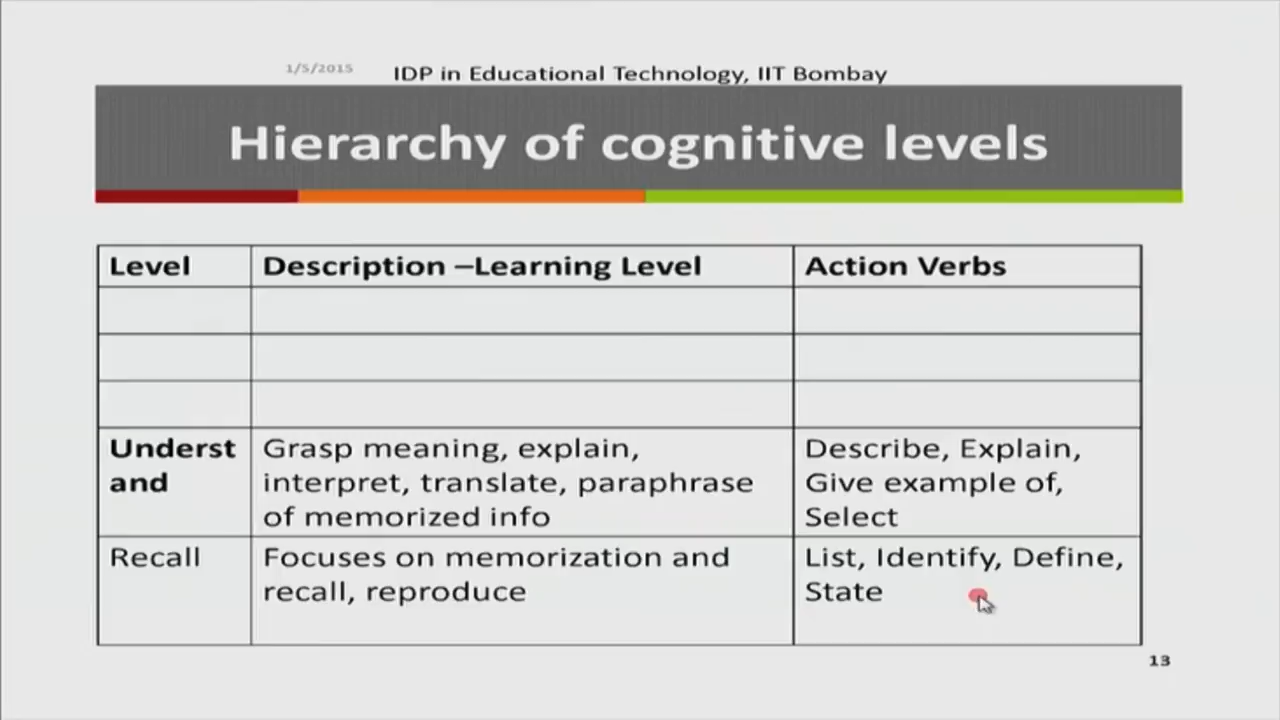 1/5/2015 IDP in Educational Technology, IIT Bombay
Hierarchy of cognitive levels
Level Description –Learning Level Action Verbs
Underst
and
Grasp meaning, explain,
interpret, translate, paraphrase
of memorized info
Describe, Explain,
Give example of,
Select
Recall
Focuses on memorization and
recall, reproduce
List, Identify, Define,
State
13